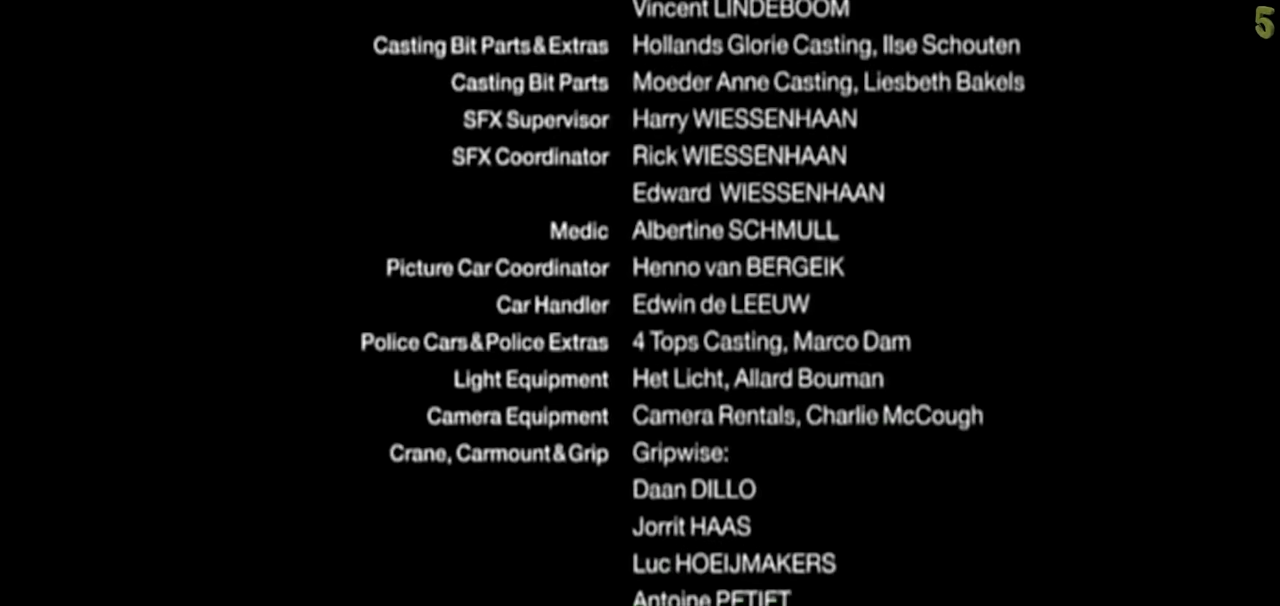 Vincent LINDEBOOM
5
Casting Bit Parts & Extras Hollands Glorie Casting, Ilse Schouten
Casting Bit Parts Moeder Anne Casting, Liesbeth Bakels
SFX Supervisor Harry WIESSENHAAN
SFX Coordinator Rick WIESSENHAAN
Edward WIESSENHAAN
Medic Albertine SCHMULL
Picture Car Coordinator Henno van BERGEIK
Car Handler Edwin de LEEUW
Police Cars & Police Extras 4 Tops Casting, Marco Dam
Light Equipment Het Licht, Allard Bouman
Camera Equipment Camera Rentals, Charlie McCough
Crane, Carmount & Grip Gripwise:
Daan DILLO
Jorrit HAAS
Luc HOEIJMAKERS
Antoine PETIET